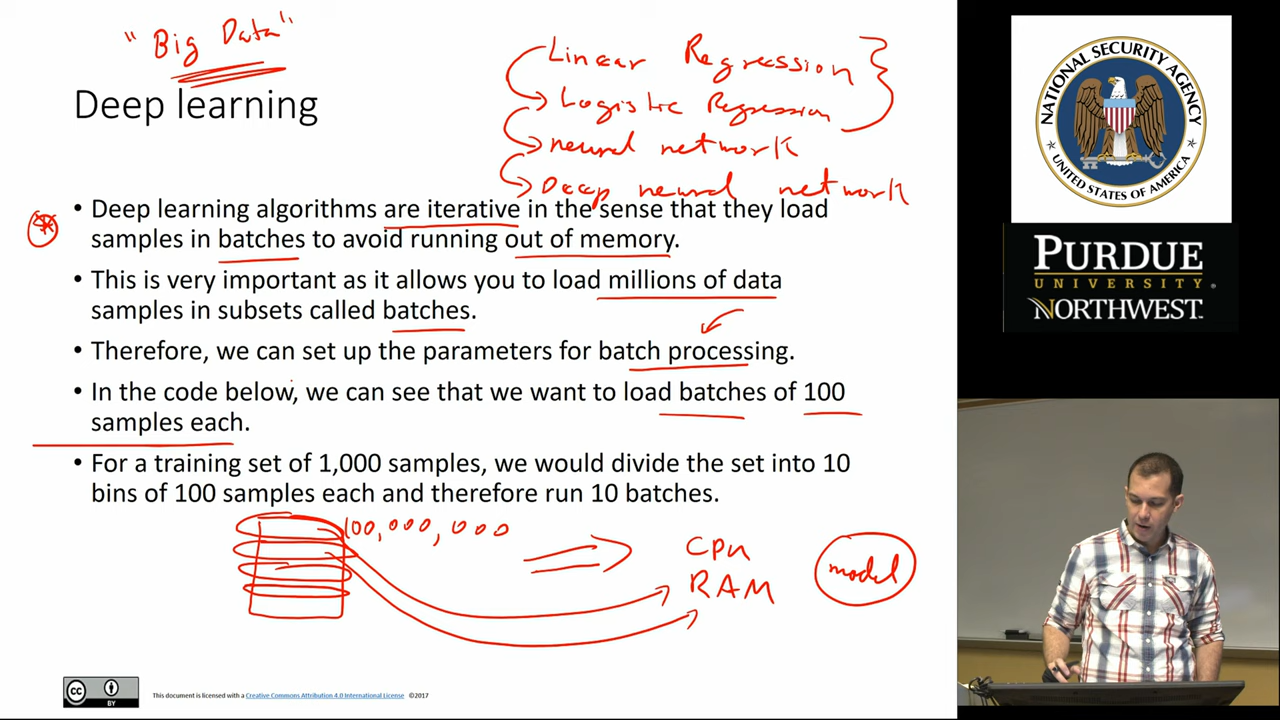 "Big Data"
Deep learning
Linear Regression
Logistic Regression
neural network
Deep neural network
• Deep learning algorithms are iterative in the sense that they load
samples in batches to avoid running out of memory.
• This is very important as it allows you to load millions of data
samples in subsets called batches.
• Therefore, we can set up the parameters for batch processing.
• In the code below, we can see that we want to load batches of 100
samples each.
• For a training set of 1,000 samples, we would divide the set into 10
bins of 100 samples each and therefore run 10 batches.
100,000,000
CPU
RAM
model
cc
BY
This document is licensed with a Creative Commons Attribution 4.0 International License ©2017
NATIONAL SECURITY AGENCY
UNITED STATES OF AMERICA
PURDUE
UNIVERSITY
NORTHWEST